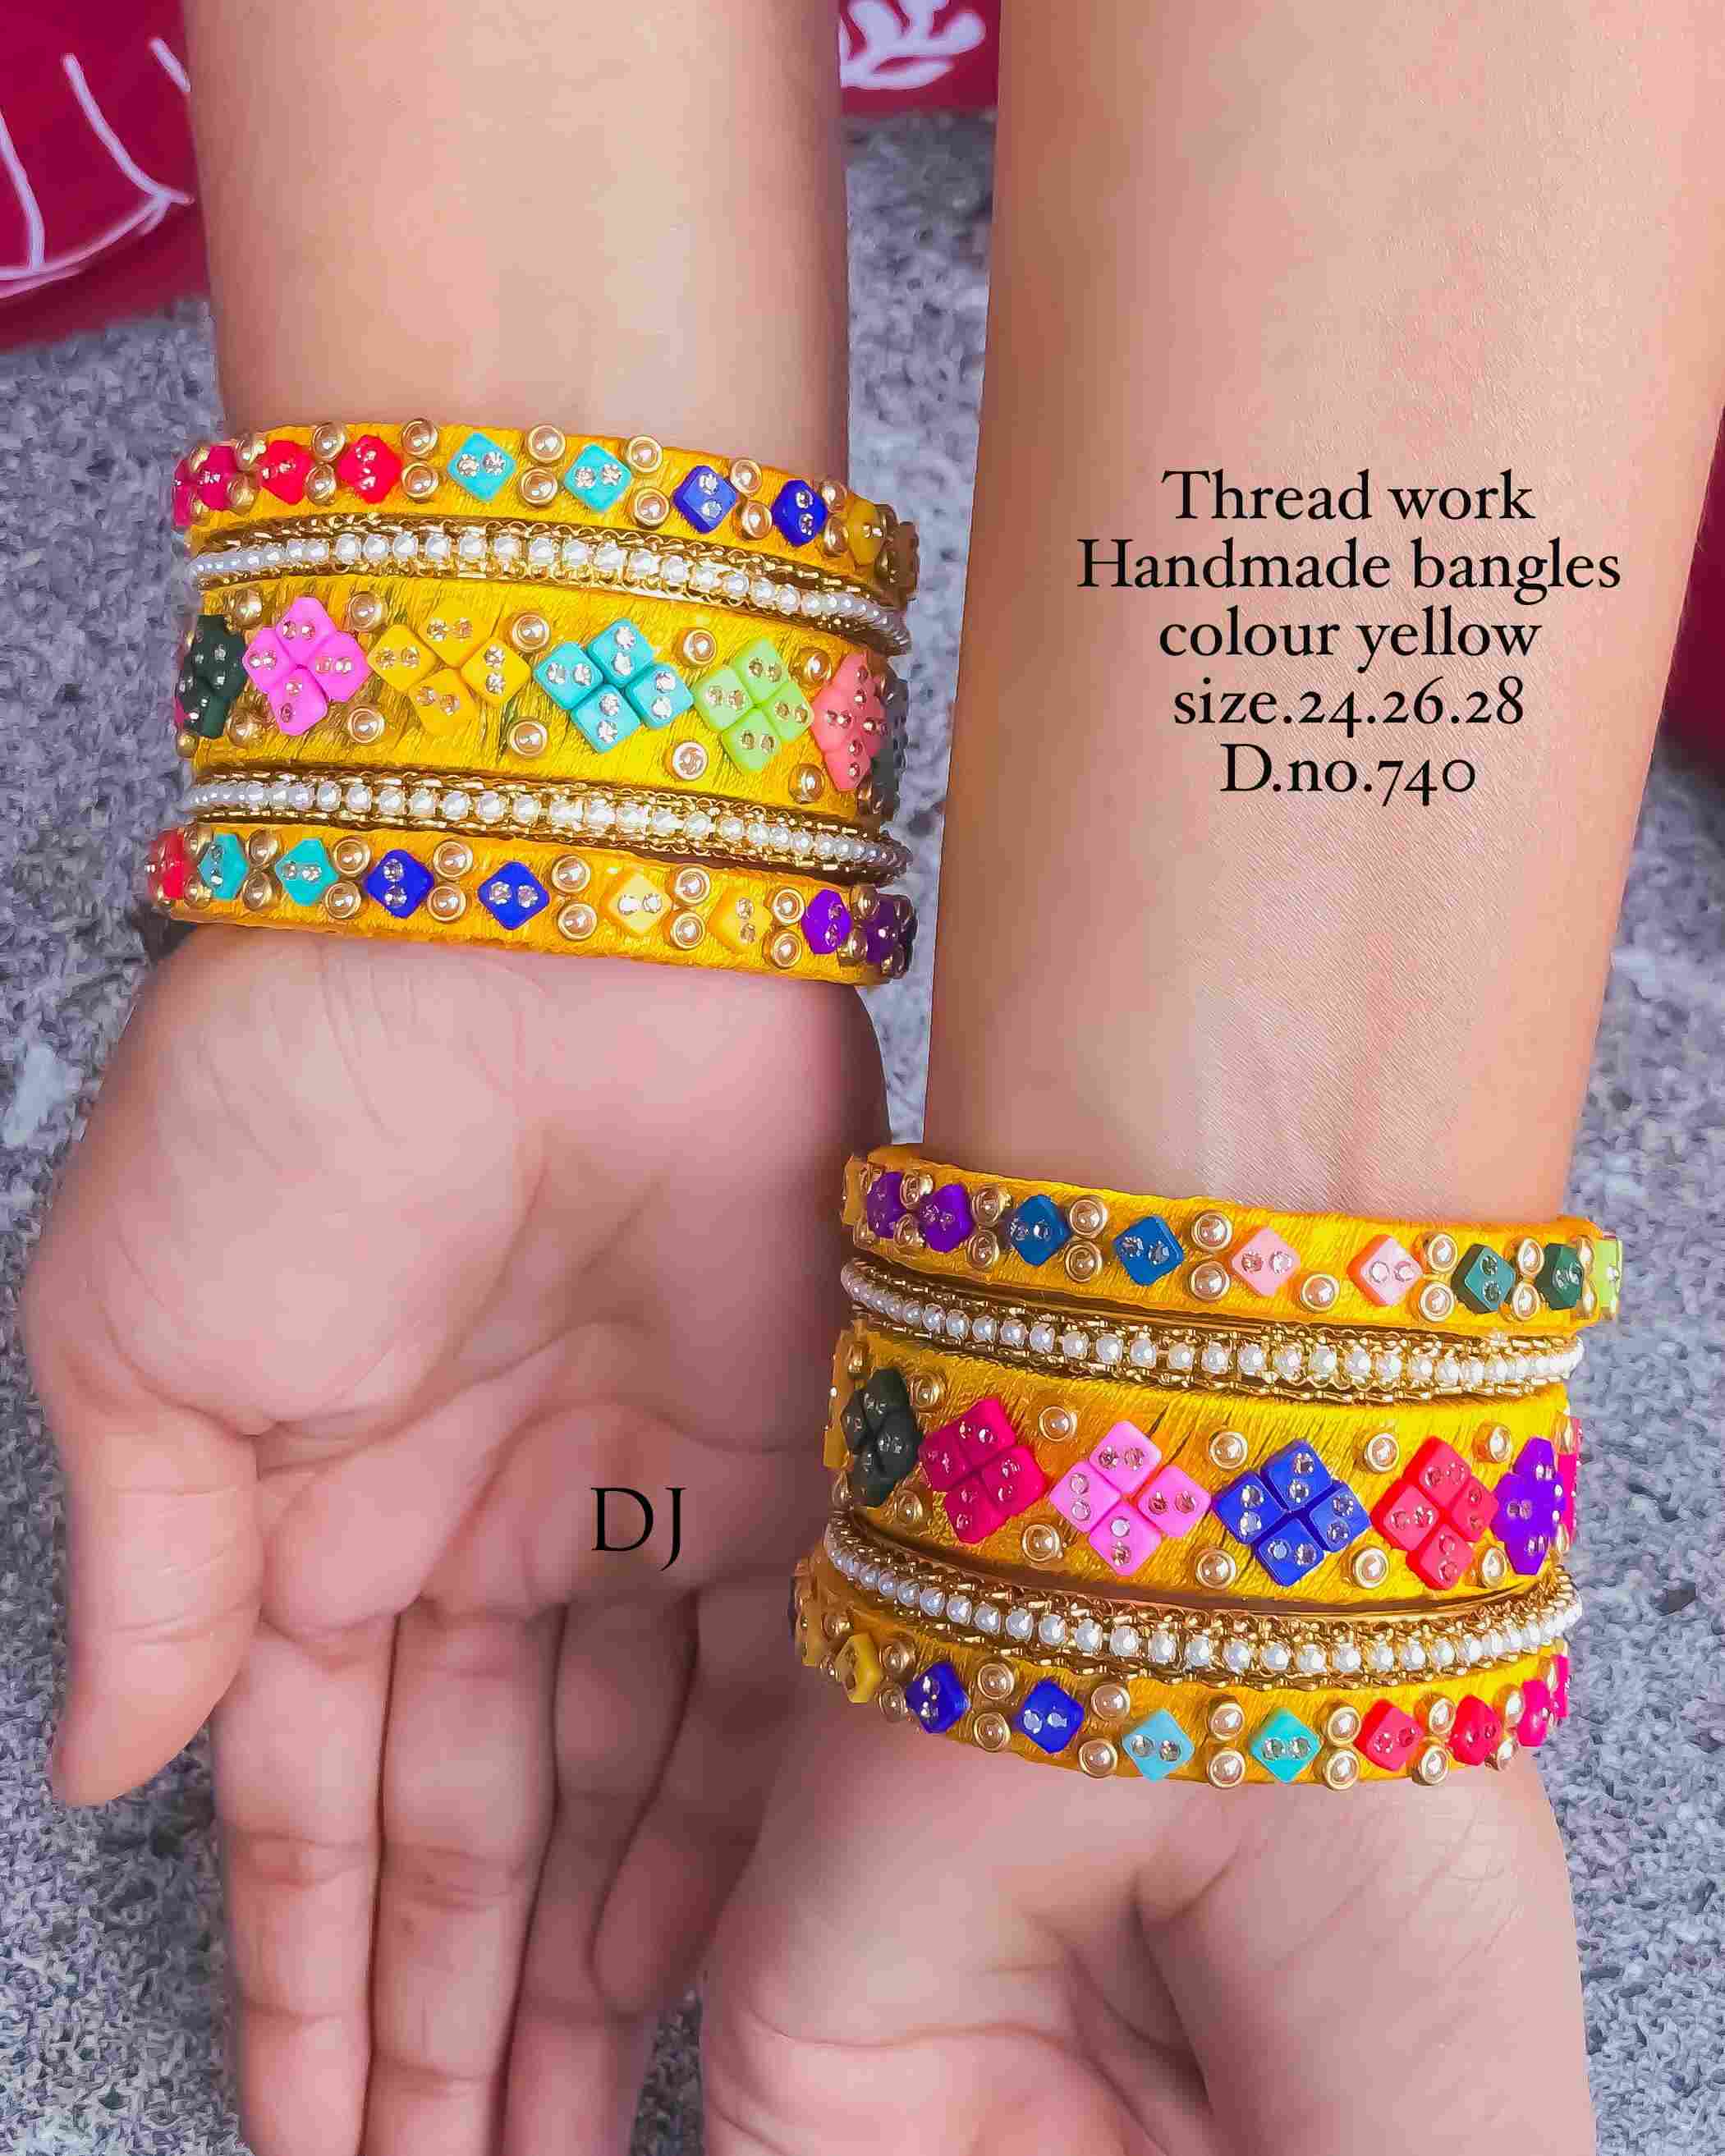 Thread work
Handmade bangles
colour yellow
size.24.26.28
D.no.740
DJ